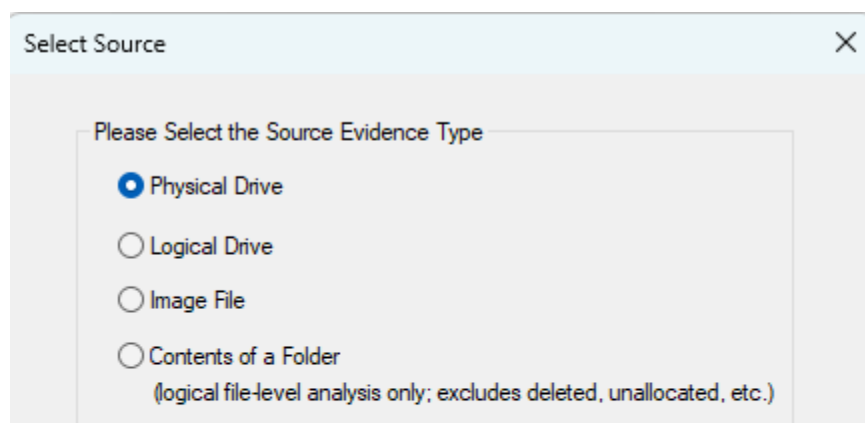 Select Source
Please Select the Source Evidence Type
Physical Drive
Logical Drive
Image File
Contents of a Folder
(logical file-level analysis only; excludes deleted, unallocated, etc.)